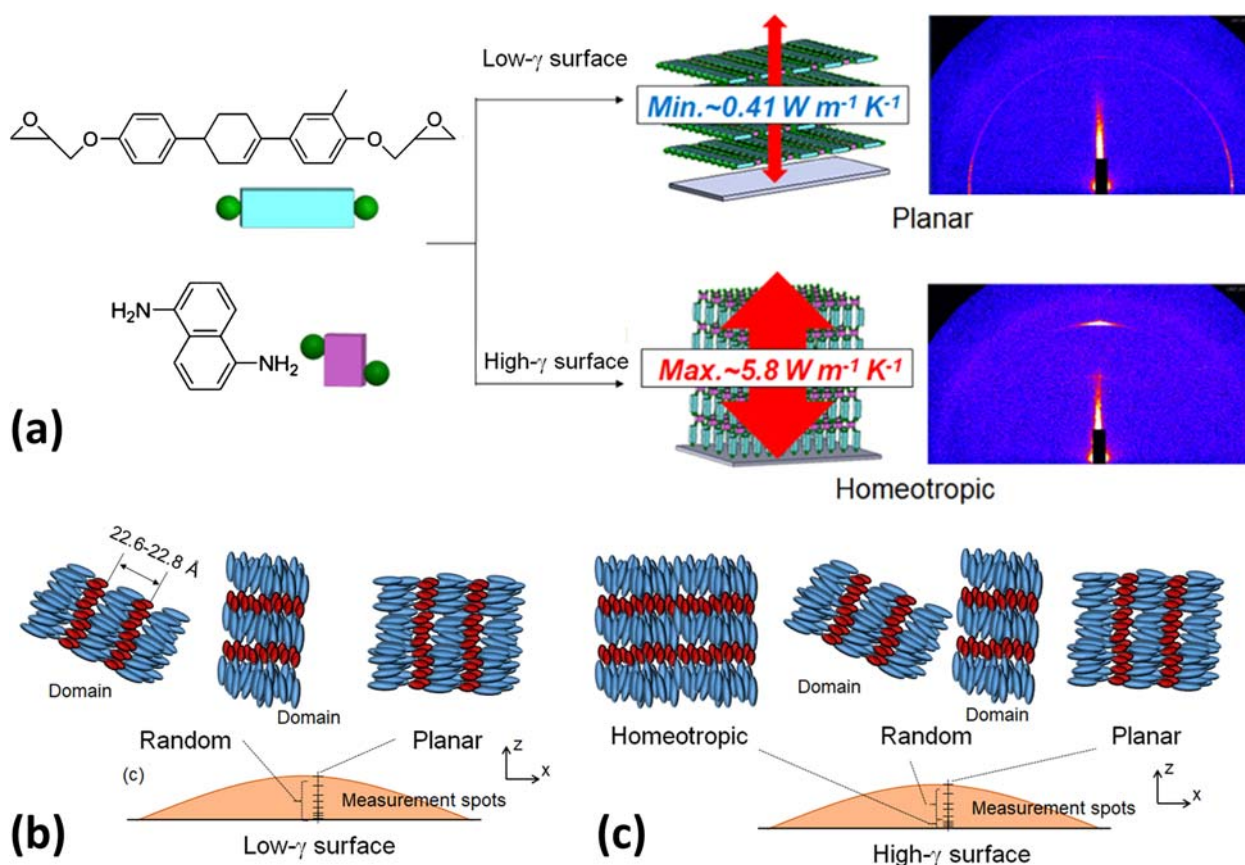 Low-γ surface
Min.~0.41 W m-1 K-1
Planar
O
O
O
O
H2N
NH2
High-γ surface
Max.~5.8 W m-1 K-1
Homeotropic
(a)
22.6-22.8 Å
Domain
Domain
Random
Planar
(c)
z
x
Measurement spots
Low-γ surface
(b)
Domain
Domain
Homeotropic
Random
Planar
z
x
Measurement spots
High-γ surface
(c)